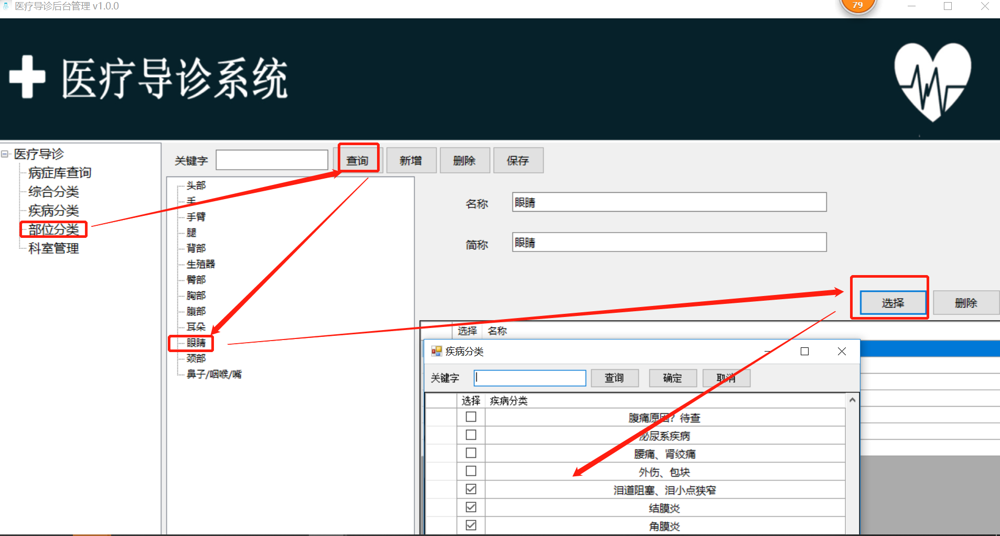 医疗导诊后台管理 v1.0.0
79
医疗导诊系统
医疗导诊
病症库查询
综合分类
疾病分类
部位分类
科室管理
关键字
查询
新增
删除
保存
头部
手
手臂
腿
背部
生殖器
臀部
胸部
腹部
耳朵
眼睛
颈部
鼻子/咽喉/嘴
名称
眼睛
简称
眼睛
选择
删除
选择 名称
疾病分类
关键字
查询
确定
取消
选择 疾病分类
腹痛原因？待查
泌尿系疾病
腰痛、肾绞痛
外伤、包块
泪道阻塞、泪小点狭窄
结膜炎
角膜炎